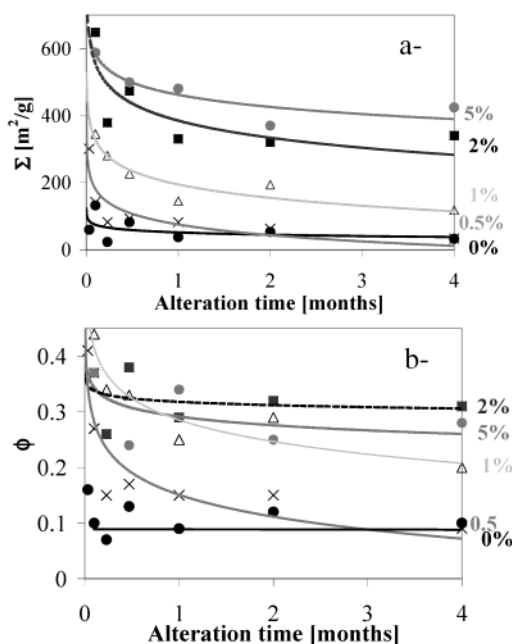 a-
Σ [m²/g]
600
400
200
0
5%
2%
1%
0.5%
0%
0 1 2 3 4
Alteration time [months]
b-
ϕ
0.4
0.3
0.2
0.1
0
2%
5%
1%
0.5
0%
0 1 2 3 4
Alteration time [months]